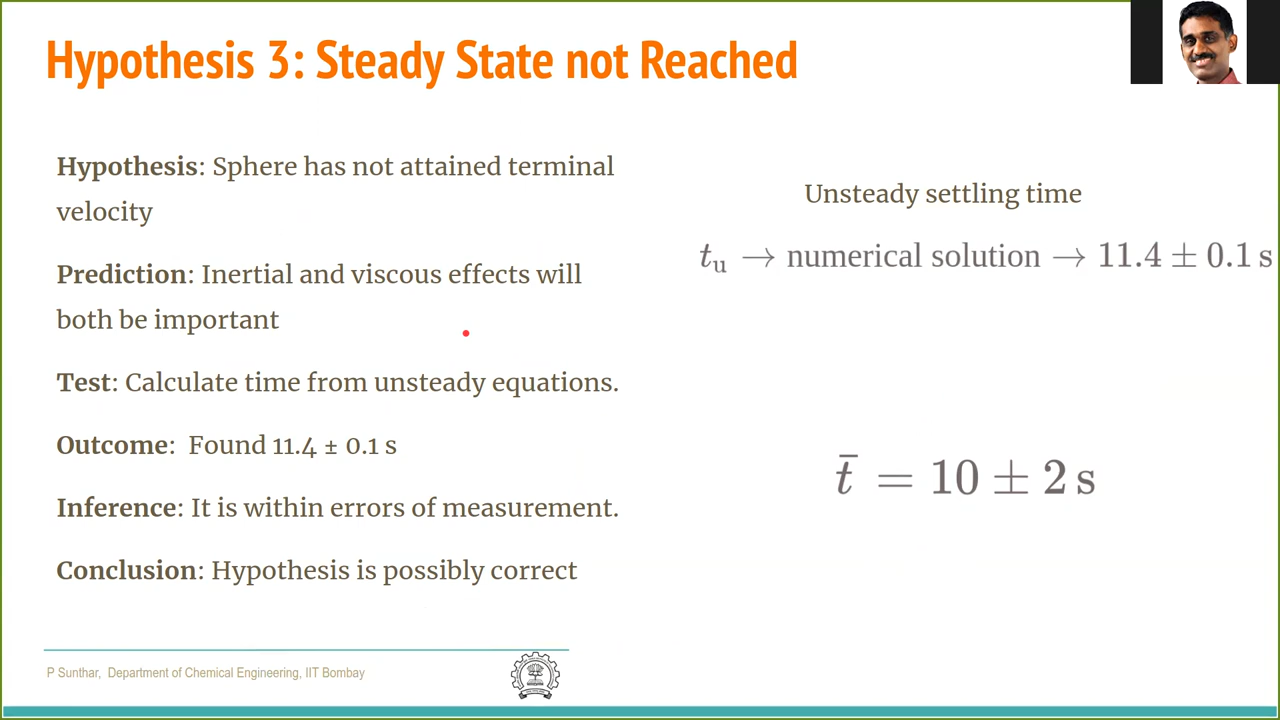 Hypothesis 3: Steady State not Reached
Hypothesis: Sphere has not attained terminal
velocity
Prediction: Inertial and viscous effects will
both be important
Test: Calculate time from unsteady equations.
Outcome: Found 11.4 ± 0.1 s
Inference: It is within errors of measurement.
Conclusion: Hypothesis is possibly correct
Unsteady settling time
t_u → numerical solution → 11.4 ± 0.1 s
t̄ = 10 ± 2 s
P Sunthar, Department of Chemical Engineering, IIT Bombay